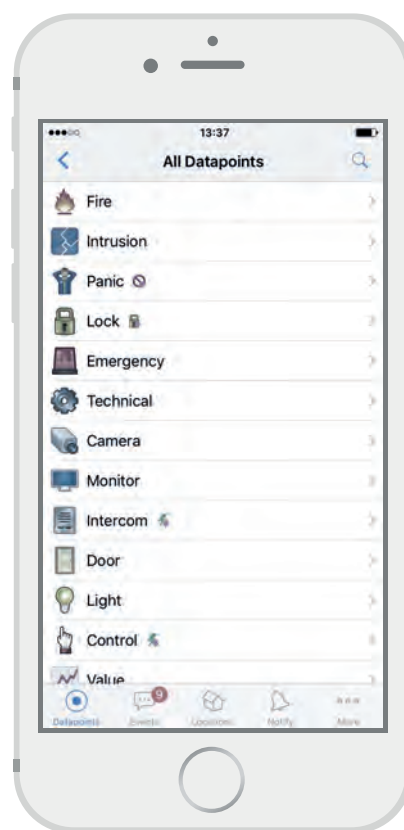 13:37
All Datapoints
Fire
Intrusion
Panic
Lock
Emergency
Technical
Camera
Monitor
Intercom
Door
Light
Control
Value
9
Datapoints Events Locations Notify More